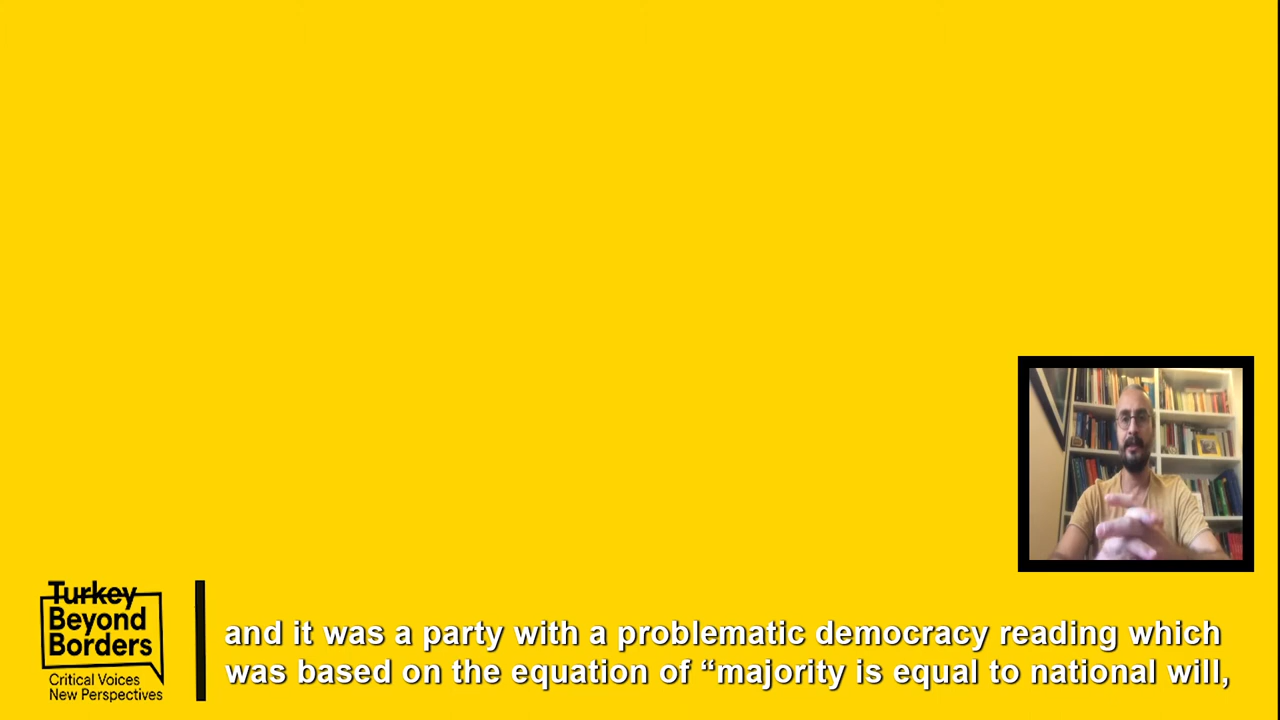 Turkey
Beyond
Borders
Critical Voices
New Perspectives
and it was a party with a problematic democracy reading which
was based on the equation of “majority is equal to national will,